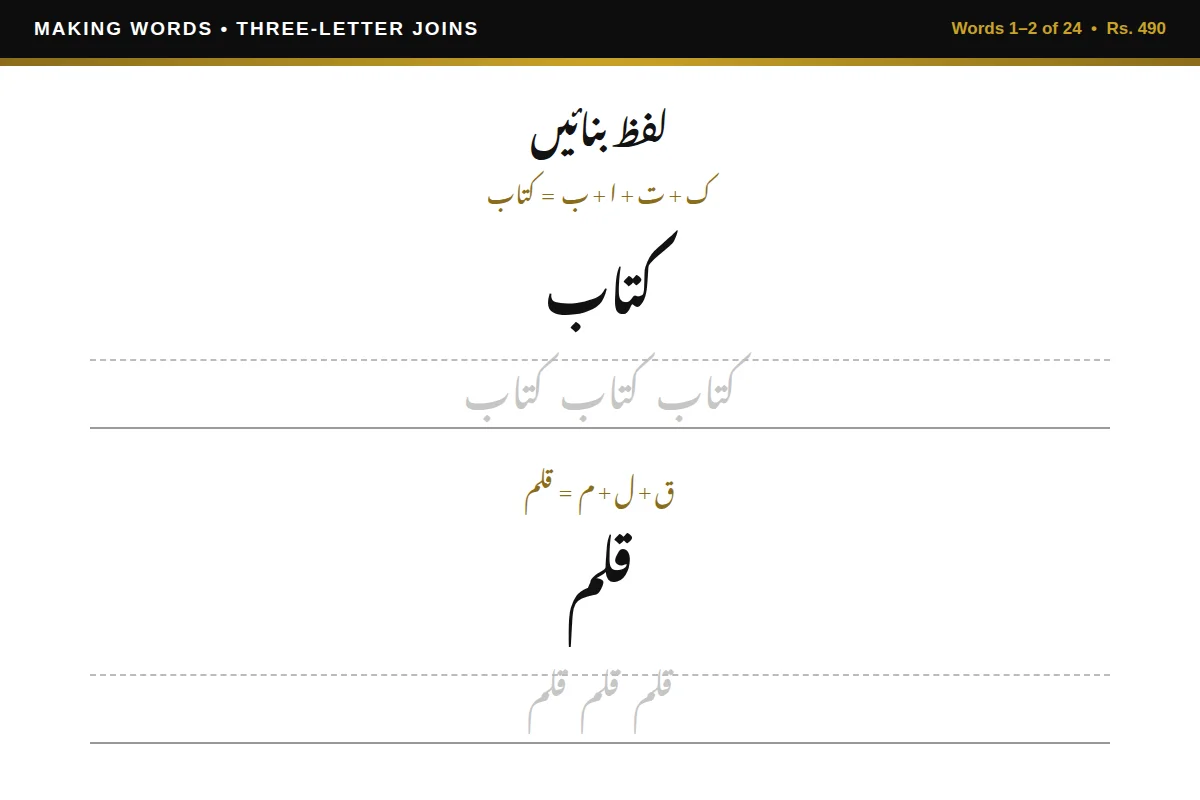 MAKING WORDS • THREE-LETTER JOINS
Words 1–2 of 24 • Rs. 490
لفظ بنائیں
ک + ت + ا + ب = کتاب
کتاب
کتاب کتاب کتاب
ق + ل + م = قلم
قلم
قلم قلم قلم